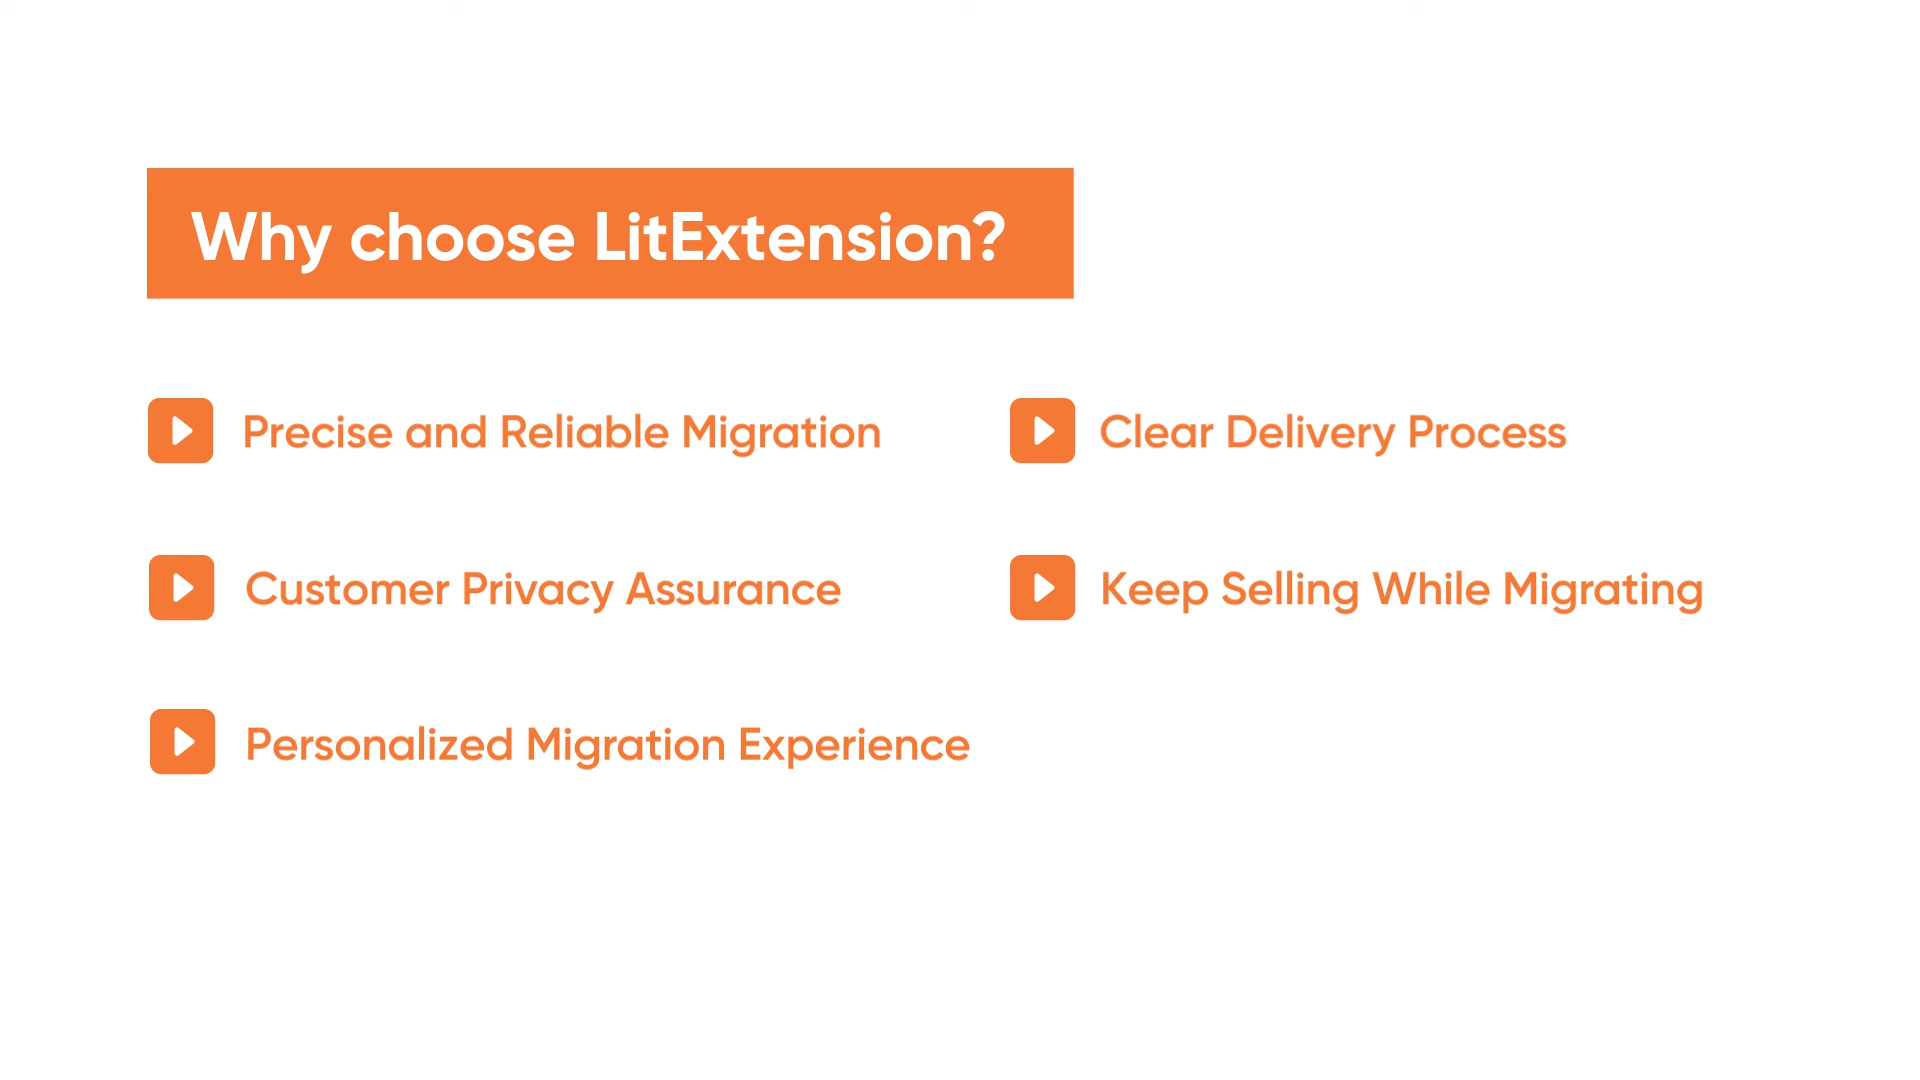 Why choose LitExtension?
Precise and Reliable Migration
Clear Delivery Process
Customer Privacy Assurance
Keep Selling While Migrating
Personalized Migration Experience